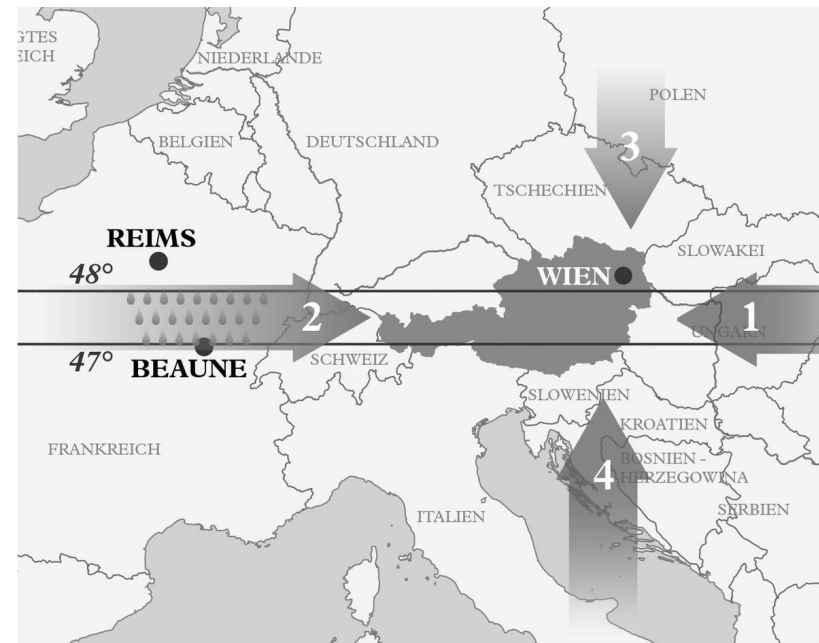 GTES
EICH
NIEDERLANDE
POLEN
BELGIEN
DEUTSCHLAND
3
TSCHECHIEN
REIMS
SLOWAKEI
48°
WIEN
2
1
UNGARN
47°
BEAUNE
SCHWEIZ
SLOWENIEN
KROATIEN
FRANKREICH
BOSNIEN -
HERZEGOWINA
4
ITALIEN
SERBIEN